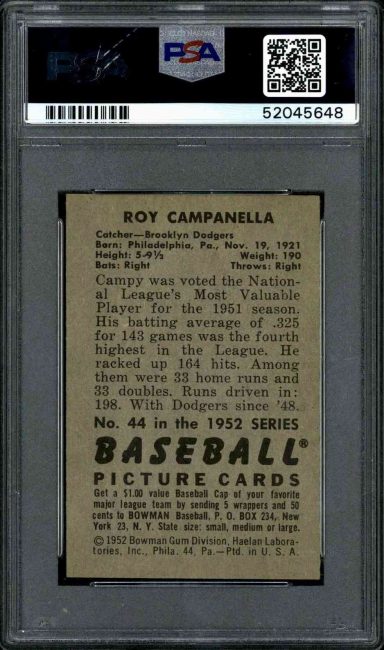 PSA
52045648
ROY CAMPANELLA
Catcher—Brooklyn Dodgers
Born: Philadelphia, Pa., Nov. 19, 1921
Height: 5-9½ Weight: 190
Bats: Right Throws: Right
Campy was voted the Nation-
al League's Most Valuable
Player for the 1951 season.
His batting average of .325
for 143 games was the fourth
highest in the League. He
racked up 164 hits. Among
them were 33 home runs and
33 doubles. Runs driven in:
198. With Dodgers since '48.
No. 44 in the 1952 SERIES
BASEBALL®
PICTURE CARDS
Get a $1.00 value Baseball Cap of your favorite
major league team by sending 5 wrappers and 50
cents to BOWMAN Baseball, P. O. BOX 234, New
York 23, N. Y. State size: small, medium or large.
©1952 Bowman Gum Division, Haelan Labora-
tories, Inc., Phila. 44, Pa.—Ptd. in U. S. A.